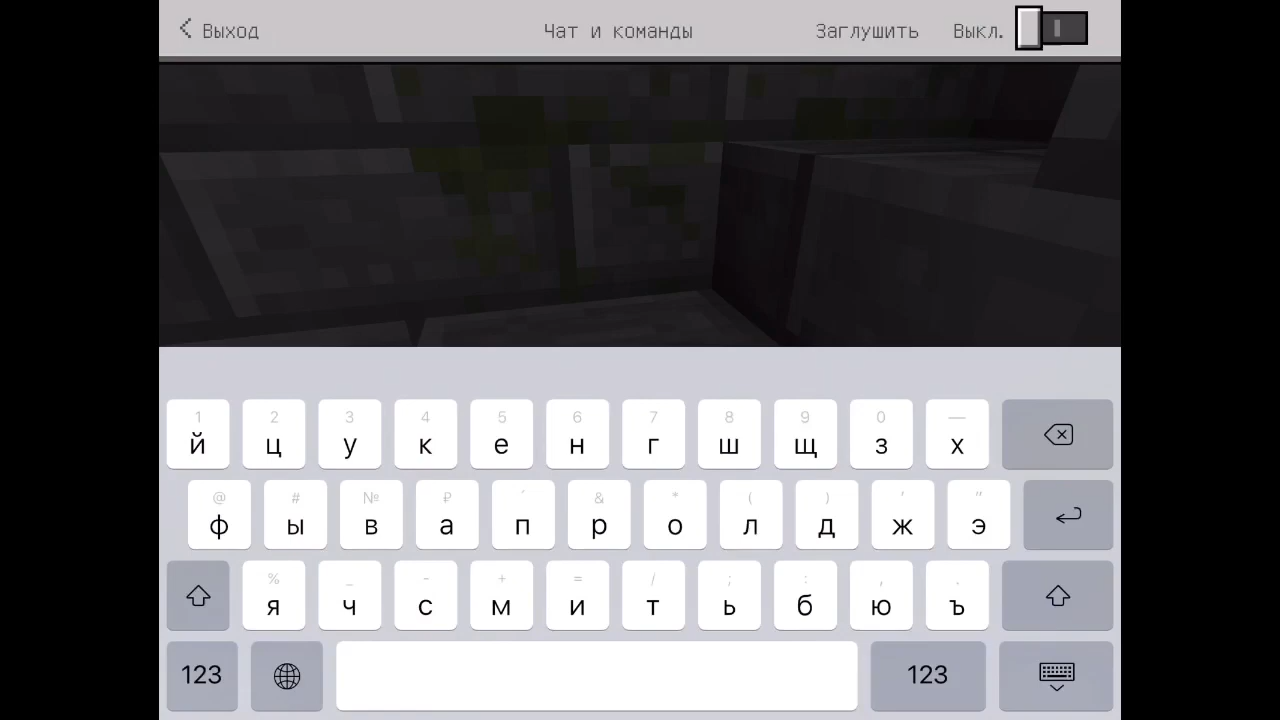 Выход Чат и команды Заглушить Выкл.
1 2 3 4 5 6 7 8 9 0 —
й ц у к е н г ш щ з х
@ # № ₽ ´ & * ( ) ' "
ф ы в а п р о л д ж э
% _ - + = / ; : , .
я ч с м и т ь б ю ъ
123 123